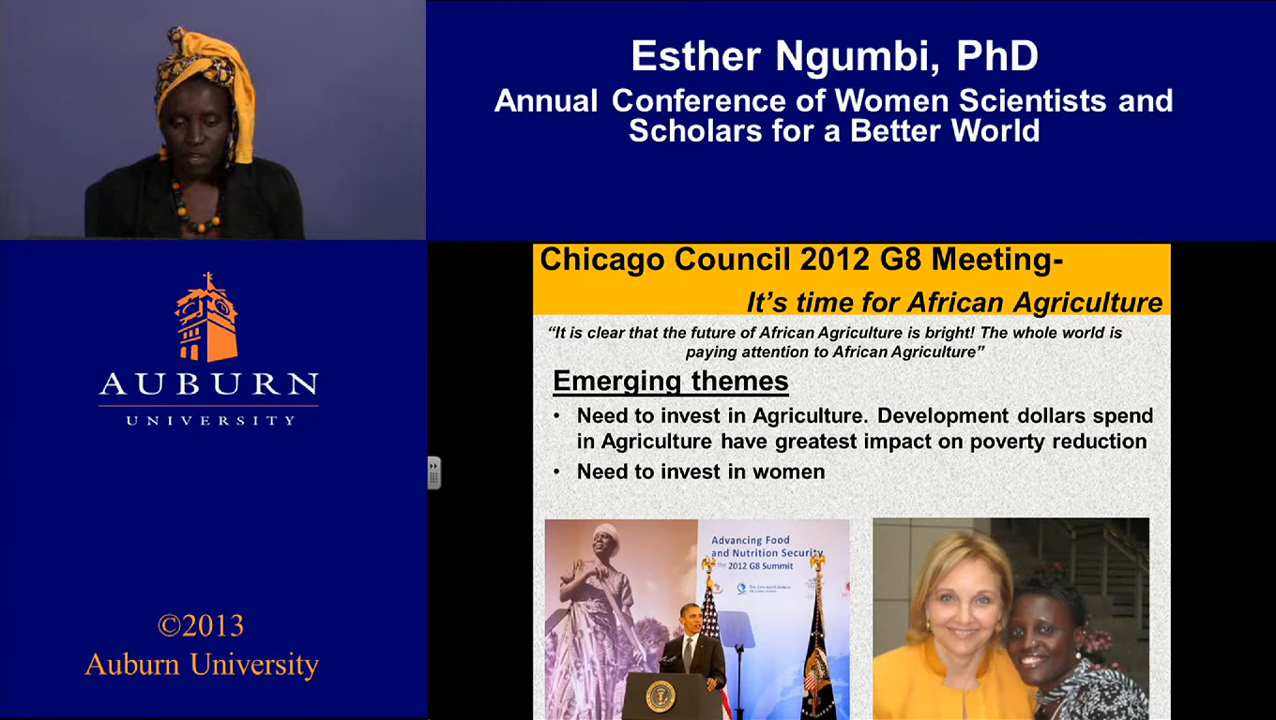 Esther Ngumbi, PhD
Annual Conference of Women Scientists and
Scholars for a Better World
AUBURN
UNIVERSITY
©2013
Auburn University
Chicago Council 2012 G8 Meeting-
It's time for African Agriculture
“It is clear that the future of African Agriculture is bright! The whole world is
paying attention to African Agriculture”
Emerging themes
• Need to invest in Agriculture. Development dollars spend
in Agriculture have greatest impact on poverty reduction
• Need to invest in women
Advancing Food
and Nutrition Security
2012 G8 Summit